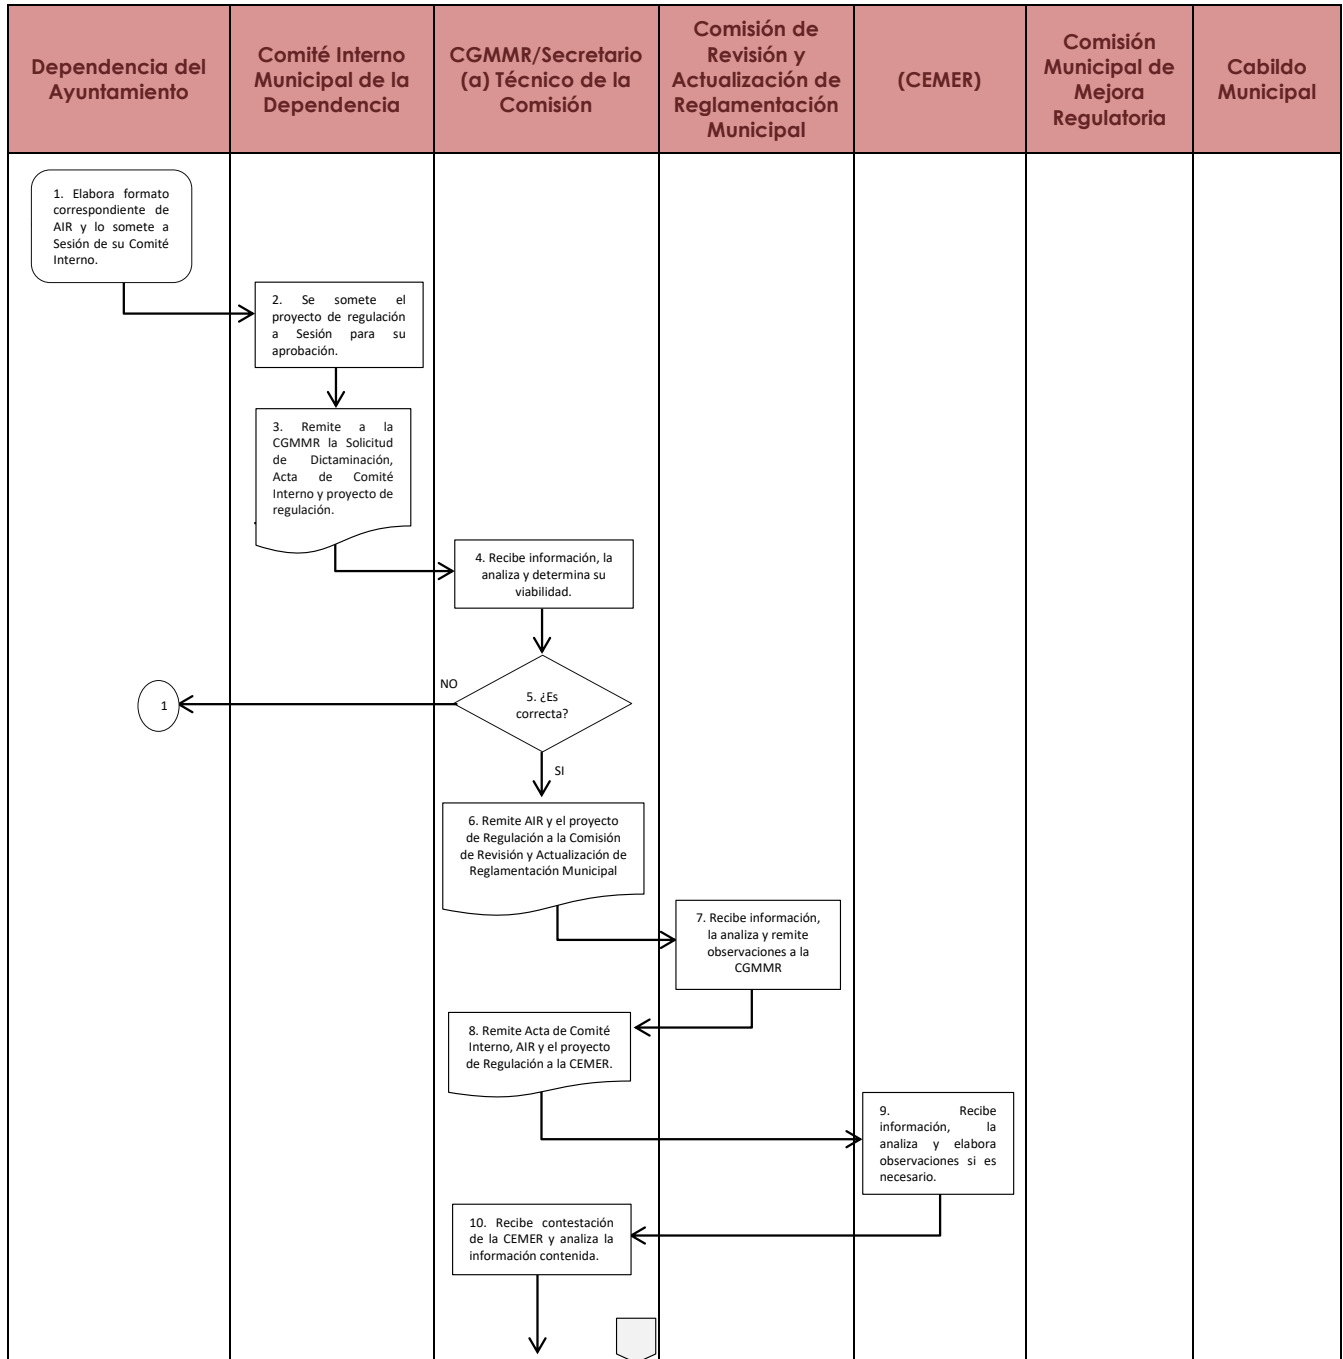 Dependencia del
Ayuntamiento
Comité Interno
Municipal de la
Dependencia
CGMMR/Secretario
(a) Técnico de la
Comisión
Comisión de
Revisión y
Actualización de
Reglamentación
Municipal
(CEMER)
Comisión
Municipal de
Mejora
Regulatoria
Cabildo
Municipal
1. Elabora formato
correspondiente de
AIR y lo somete a
Sesión de su Comité
Interno.
2. Se somete el
proyecto de regulación
a Sesión para su
aprobación.
3. Remite a la
CGMMR la Solicitud
de Dictaminación,
Acta de Comité
Interno y proyecto de
regulación.
4. Recibe información, la
analiza y determina su
viabilidad.
NO
5. ¿Es
correcta?
1
SI
6. Remite AIR y el proyecto
de Regulación a la Comisión
de Revisión y Actualización de
Reglamentación Municipal
7. Recibe información,
la analiza y remite
observaciones a la
CGMMR
8. Remite Acta de Comité
Interno, AIR y el proyecto
de Regulación a la CEMER.
9. Recibe
información, la
analiza y elabora
observaciones si es
necesario.
10. Recibe contestación
de la CEMER y analiza la
información contenida.